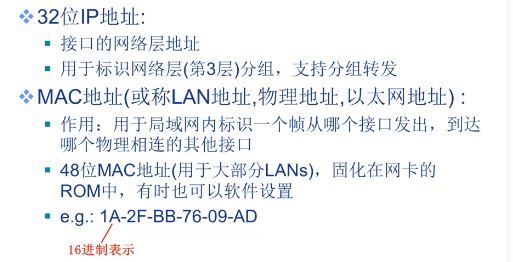 ❖32位IP地址:
▪ 接口的网络层地址
▪ 用于标识网络层(第3层)分组，支持分组转发
❖MAC地址(或称LAN地址,物理地址,以太网地址) :
▪ 作用：用于局域网内标识一个帧从哪个接口发出，到达
哪个物理相连的其他接口
▪ 48位MAC地址(用于大部分LANs)，固化在网卡的
ROM中，有时也可以软件设置
▪ e.g.: 1A-2F-BB-76-09-AD
16进制表示